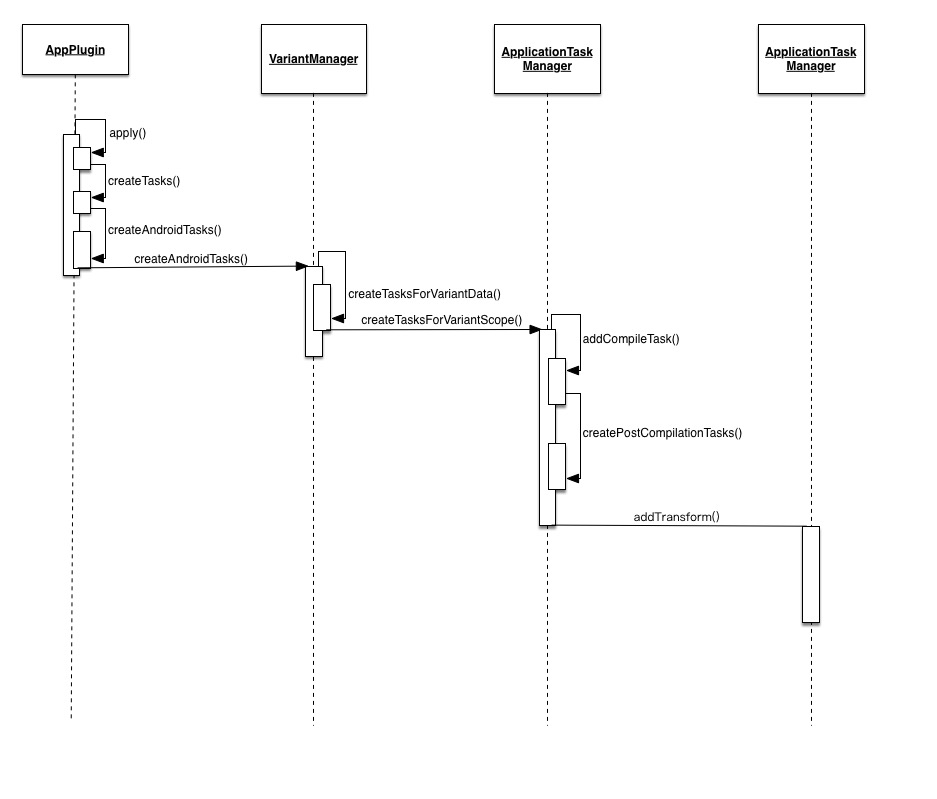 AppPlugin
VariantManager
ApplicationTask
Manager
ApplicationTask
Manager
apply()
createTasks()
createAndroidTasks()
createAndroidTasks()
createTasksForVariantData()
createTasksForVariantScope()
addCompileTask()
createPostCompilationTasks()
addTransform()